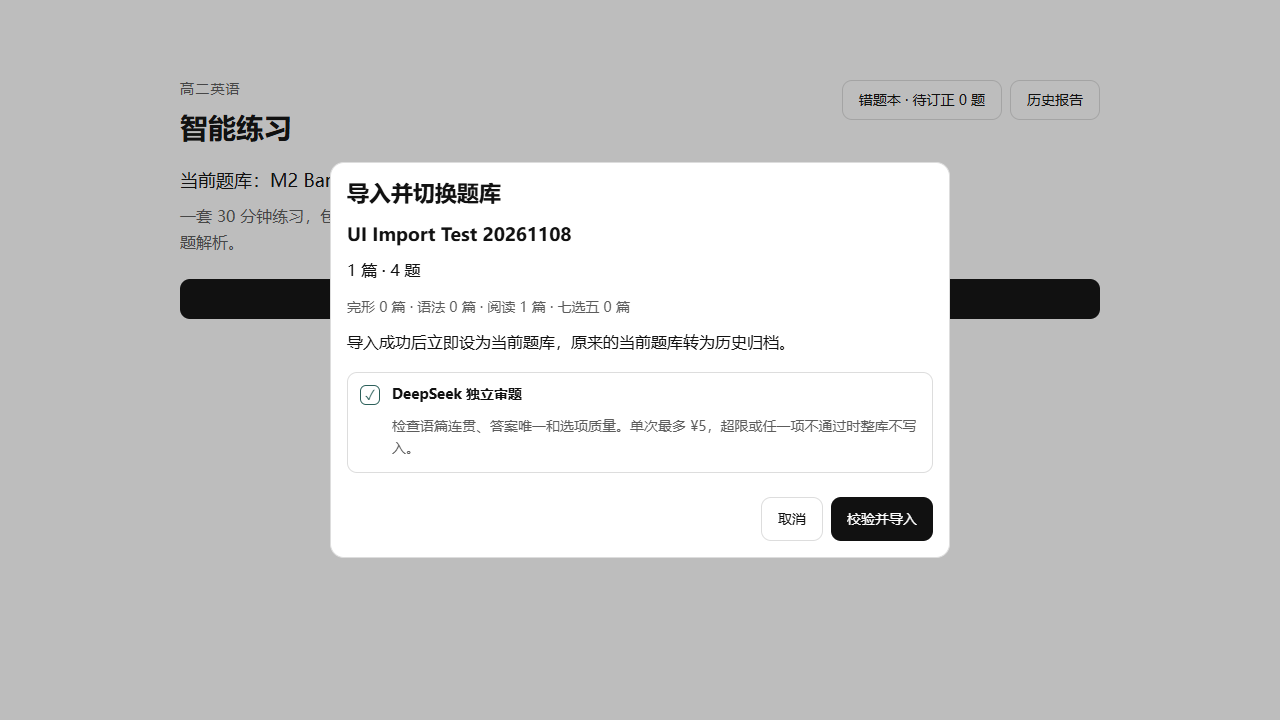 高二英语
智能练习
错题本 · 待订正 0 题
历史报告
当前题库：M2 Bar
一套 30 分钟练习，包
题解析。
导入并切换题库
UI Import Test 20261108
1 篇 · 4 题
完形 0 篇 · 语法 0 篇 · 阅读 1 篇 · 七选五 0 篇
导入成功后立即设为当前题库，原来的当前题库转为历史归档。
DeepSeek 独立审题
检查语篇连贯、答案唯一和选项质量。单次最多 ¥5，超限或任一项不通过时整库不写
入。
取消
校验并导入